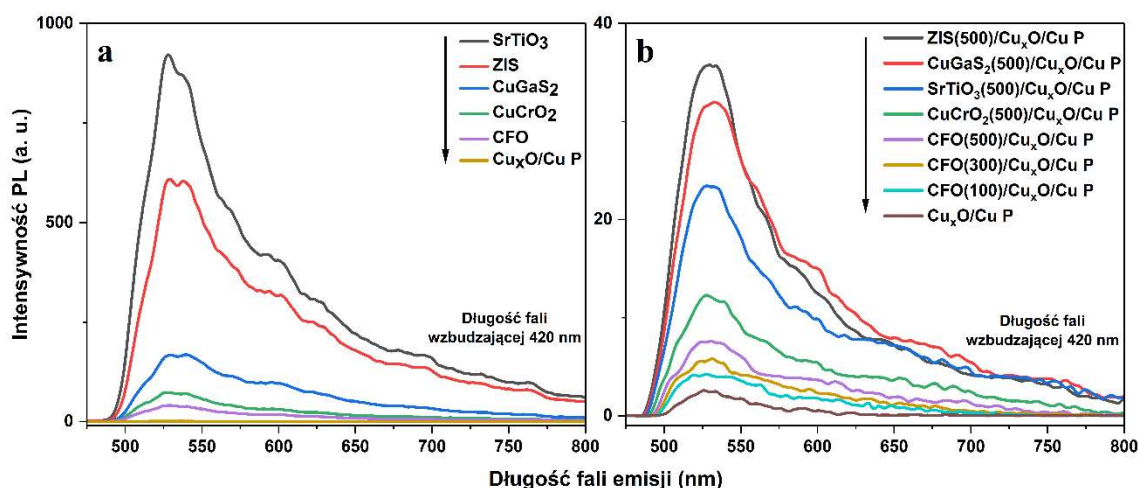 a
SrTiO₃
ZIS
CuGaS₂
CuCrO₂
CFO
CuₓO/Cu P
Długość fali
wzbudzającej 420 nm
Intensywność PL (a. u.)
1000
500
0
500
550
600
650
700
750
800
b
ZIS(500)/CuₓO/Cu P
CuGaS₂(500)/CuₓO/Cu P
SrTiO₃(500)/CuₓO/Cu P
CuCrO₂(500)/CuₓO/Cu P
CFO(500)/CuₓO/Cu P
CFO(300)/CuₓO/Cu P
CFO(100)/CuₓO/Cu P
CuₓO/Cu P
Długość fali
wzbudzającej 420 nm
40
20
0
500
550
600
650
700
750
800
Długość fali emisji (nm)